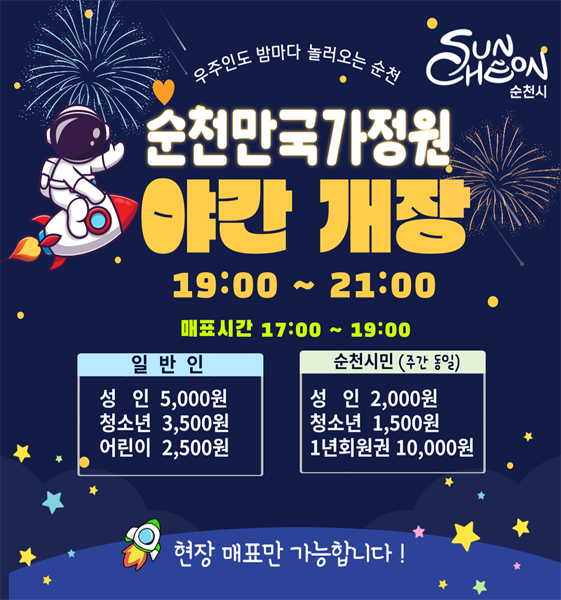 우주인도 밤마다 놀러오는 순천
SUN
CHEON
순천시
순천만국가정원
야간 개장
19:00 ~ 21:00
매표시간 17:00 ~ 19:00
일 반 인
성 인 5,000원
청소년 3,500원
어린이 2,500원
순천시민 (주간 동일)
성 인 2,000원
청소년 1,500원
1년회원권 10,000원
현장 매표만 가능합니다 !